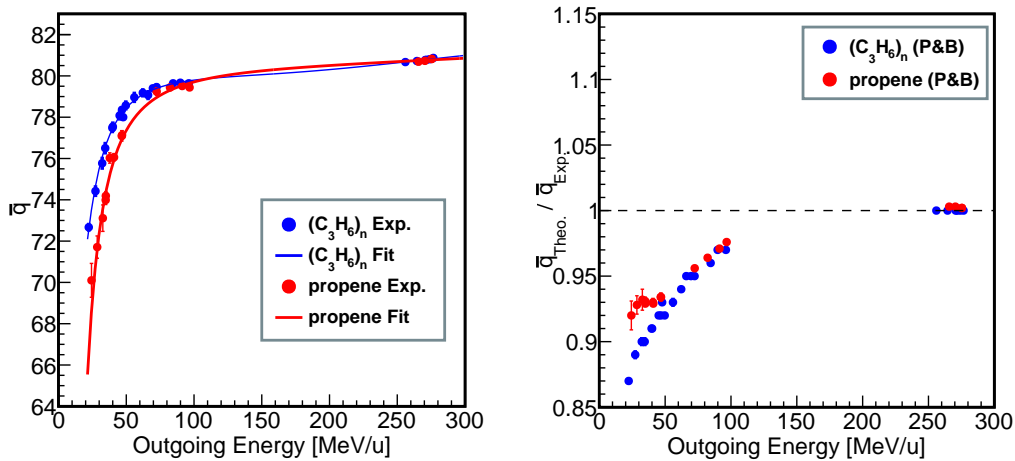 82
80
78
76
74
72
70
68
66
64
q̅
(C₃H₆)ₙ Exp.
(C₃H₆)ₙ Fit
propene Exp.
propene Fit
0 50 100 150 200 250 300
Outgoing Energy [MeV/u]
1.15
1.1
1.05
1
0.95
0.9
0.85
q̅Theo. / q̅Exp.
(C₃H₆)ₙ (P&B)
propene (P&B)
0 50 100 150 200 250 300
Outgoing Energy [MeV/u]